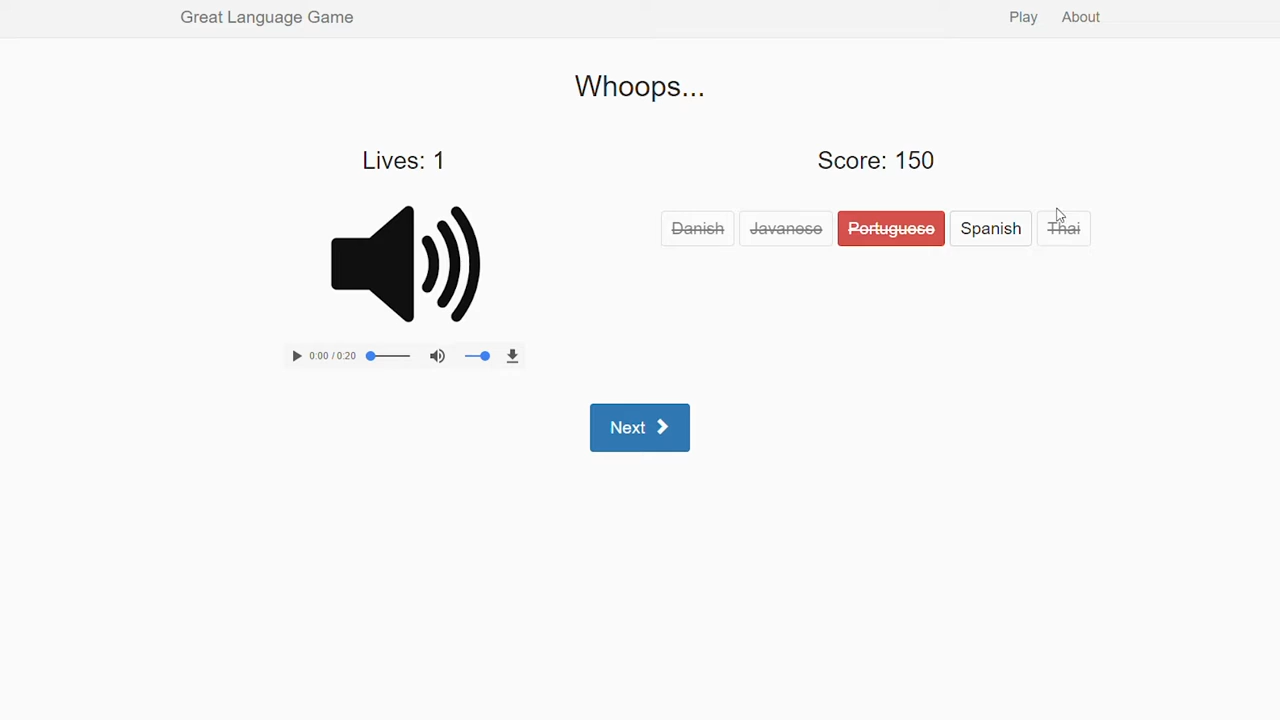 Great Language Game Play About
Whoops...
Lives: 1 Score: 150
Danish Javanese Portuguese Spanish Thai
0:00 / 0:20
Next